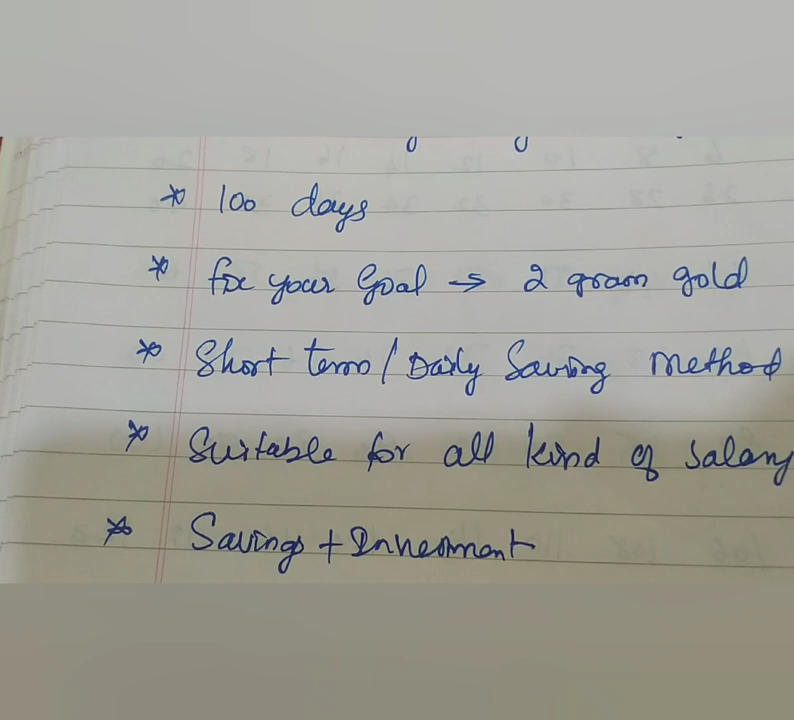 * 100 days
* fix your Goal → 2 gram gold
* Short term / Daily Saving Method
* Suitable for all kind of Salary
* Savings + Invesment